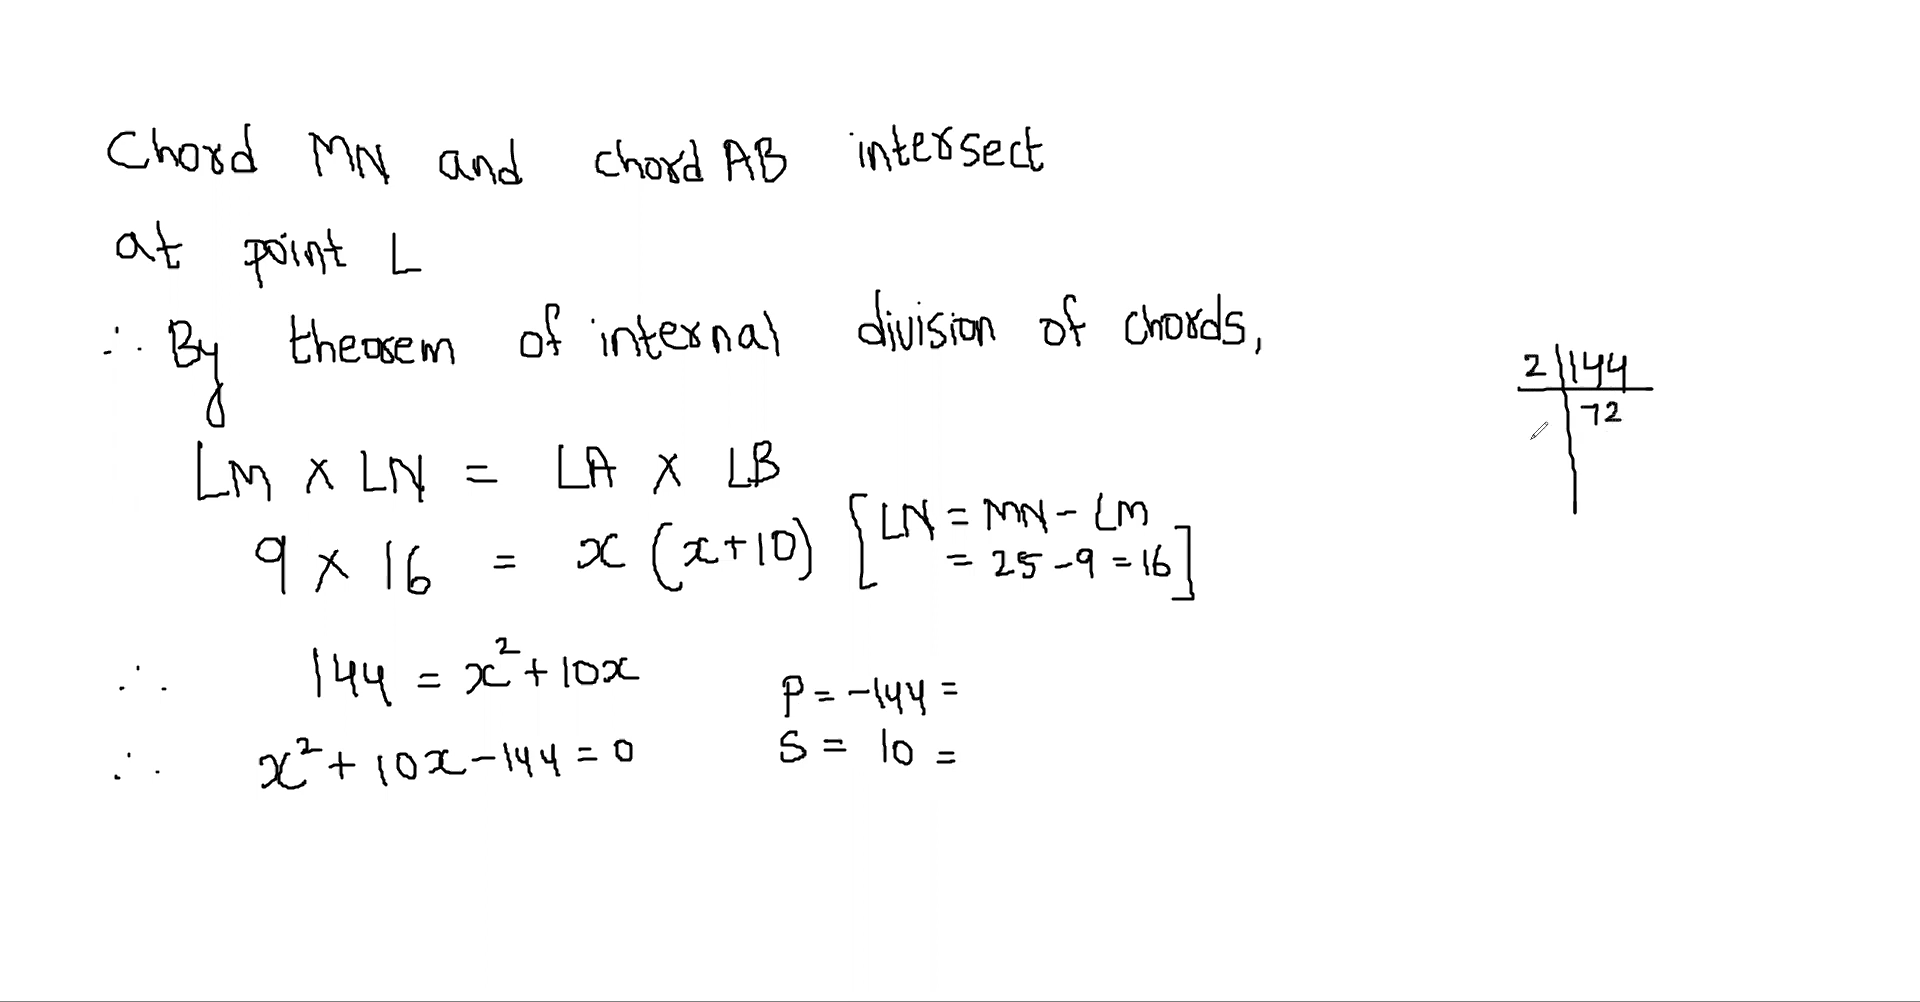 Chord MN and chord AB intersect
at point L
∴ By theorem of internal division of chords,
2 | 144
72
LM × LN = LA × LB
9 × 16 = x (x+10) [LN = MN - LM
= 25 - 9 = 16]
∴ 144 = x² + 10x
P = -144 =
∴ x² + 10x - 144 = 0
S = 10 =